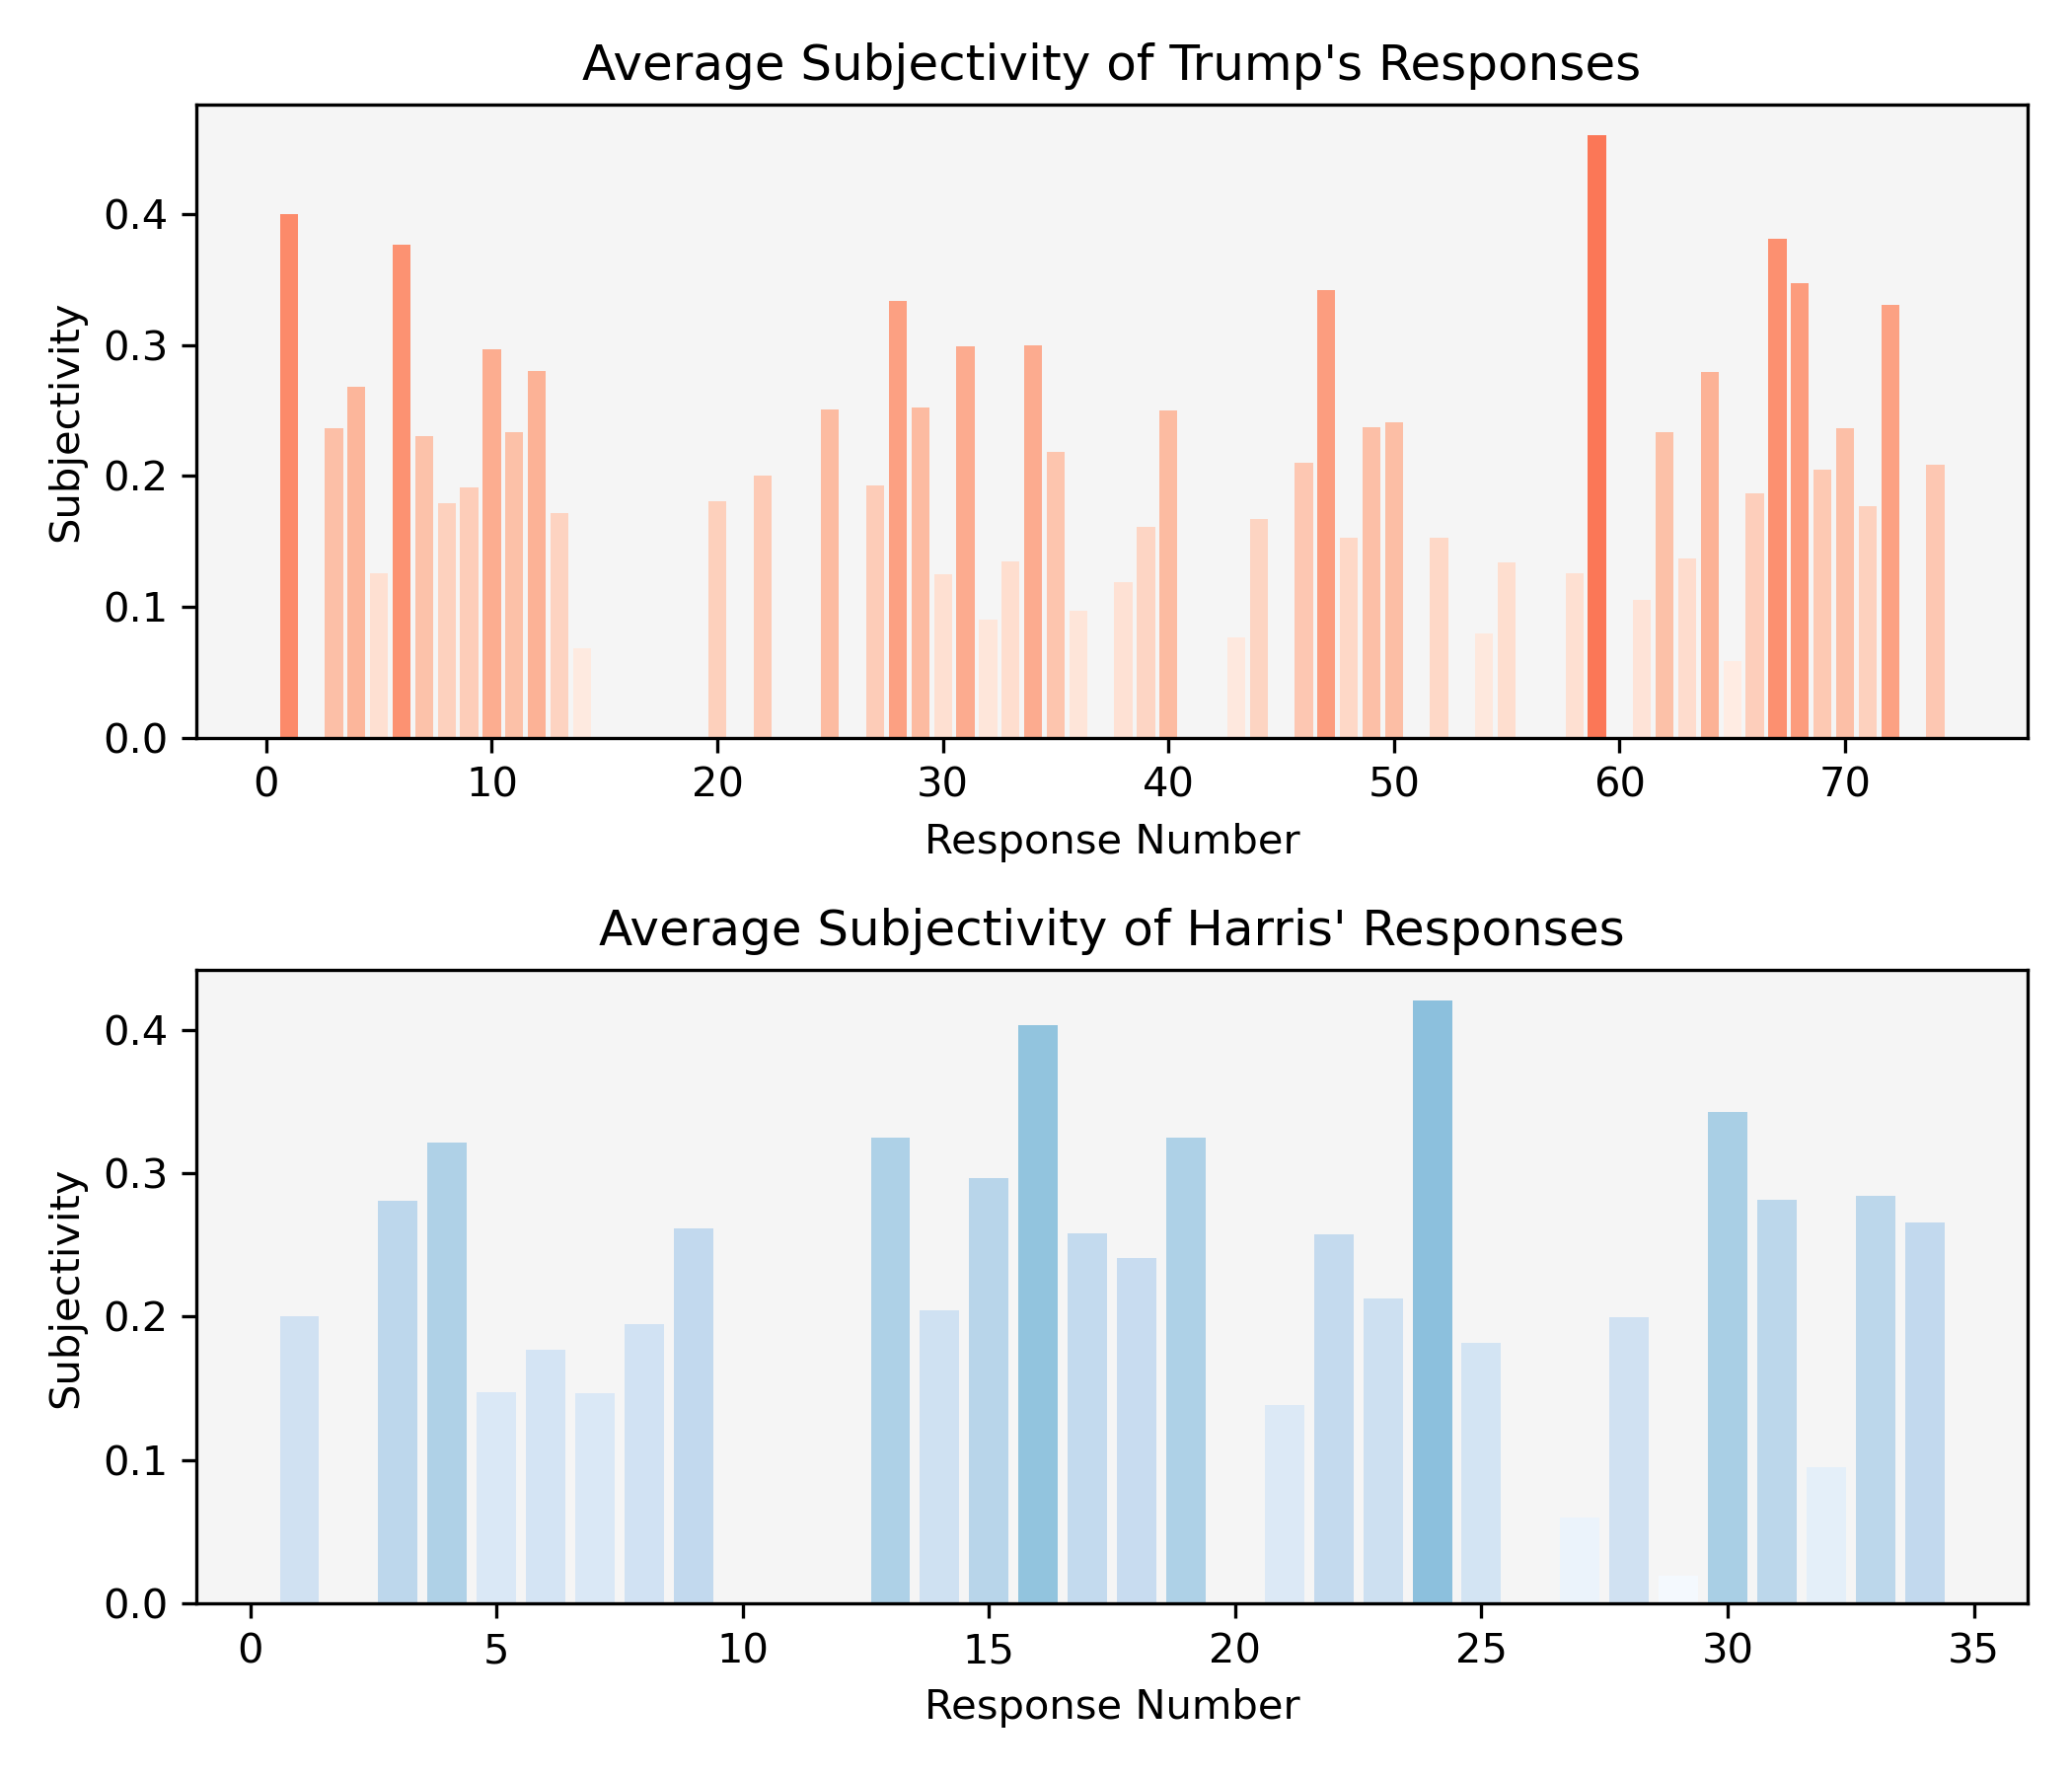 Average Subjectivity of Trump's Responses
Subjectivity
0.4
0.3
0.2
0.1
0.0
0 10 20 30 40 50 60 70
Response Number
Average Subjectivity of Harris' Responses
Subjectivity
0.4
0.3
0.2
0.1
0.0
0 5 10 15 20 25 30 35
Response Number